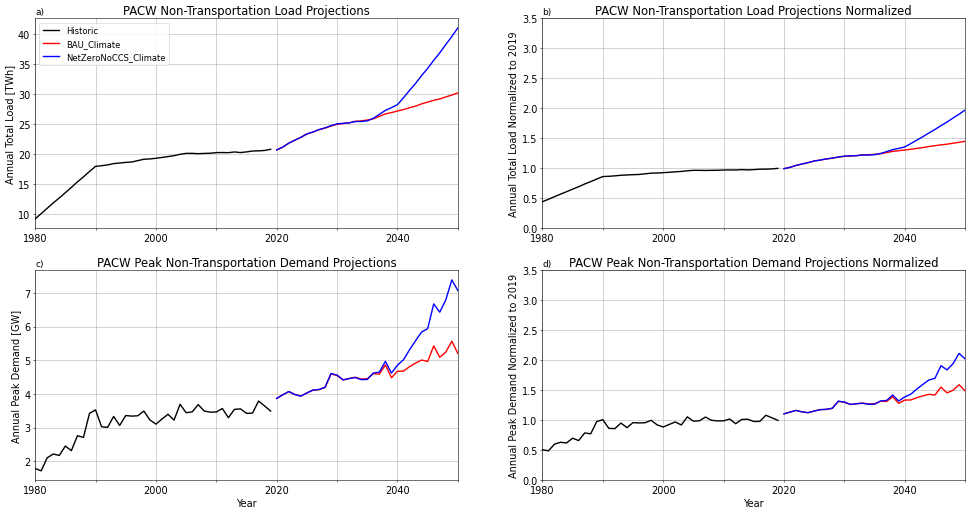 a)
PACW Non-Transportation Load Projections
Annual Total Load [TWh]
40
35
30
25
20
15
10
Historic
BAU_Climate
NetZeroNoCCS_Climate
1980
2000
2020
2040
b)
PACW Non-Transportation Load Projections Normalized
Annual Total Load Normalized to 2019
3.5
3.0
2.5
2.0
1.5
1.0
0.5
0.0
1980
2000
2020
2040
c)
PACW Peak Non-Transportation Demand Projections
Annual Peak Demand [GW]
7
6
5
4
3
2
1980
2000
2020
2040
Year
d)
PACW Peak Non-Transportation Demand Projections Normalized
Annual Peak Demand Normalized to 2019
3.5
3.0
2.5
2.0
1.5
1.0
0.5
0.0
1980
2000
2020
2040
Year